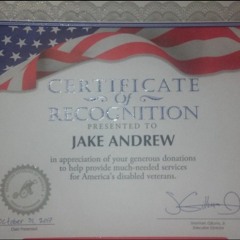 CERTIFICATE
of
RECOGNITION
PRESENTED TO
JAKE ANDREW
in appreciation of your generous donations
to help provide much-needed services
for America's disabled veterans.